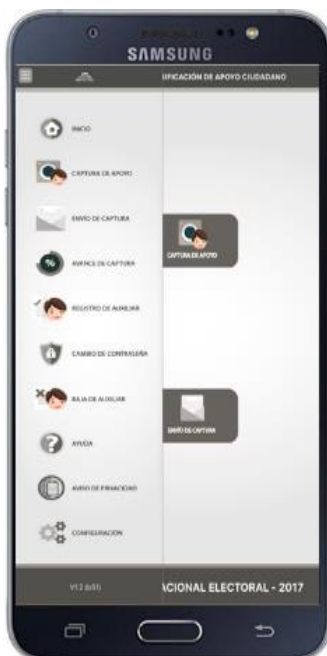 SAMSUNG
IFICACIÓN DE APOYO CIUDADANO
INICIO
CAPTURA DE APOYO
ENVÍO DE CAPTURA
AVANCE DE CAPTURA
REGISTRO DE AUXILIAR
CAMBIO DE CONTRASEÑA
BAJA DE AUXILIAR
AYUDA
AVISO DE PRIVACIDAD
CONFIGURACIÓN
CAPTURA DE APOYO
ENVÍO DE CAPTURA
ACIONAL ELECTORAL - 2017